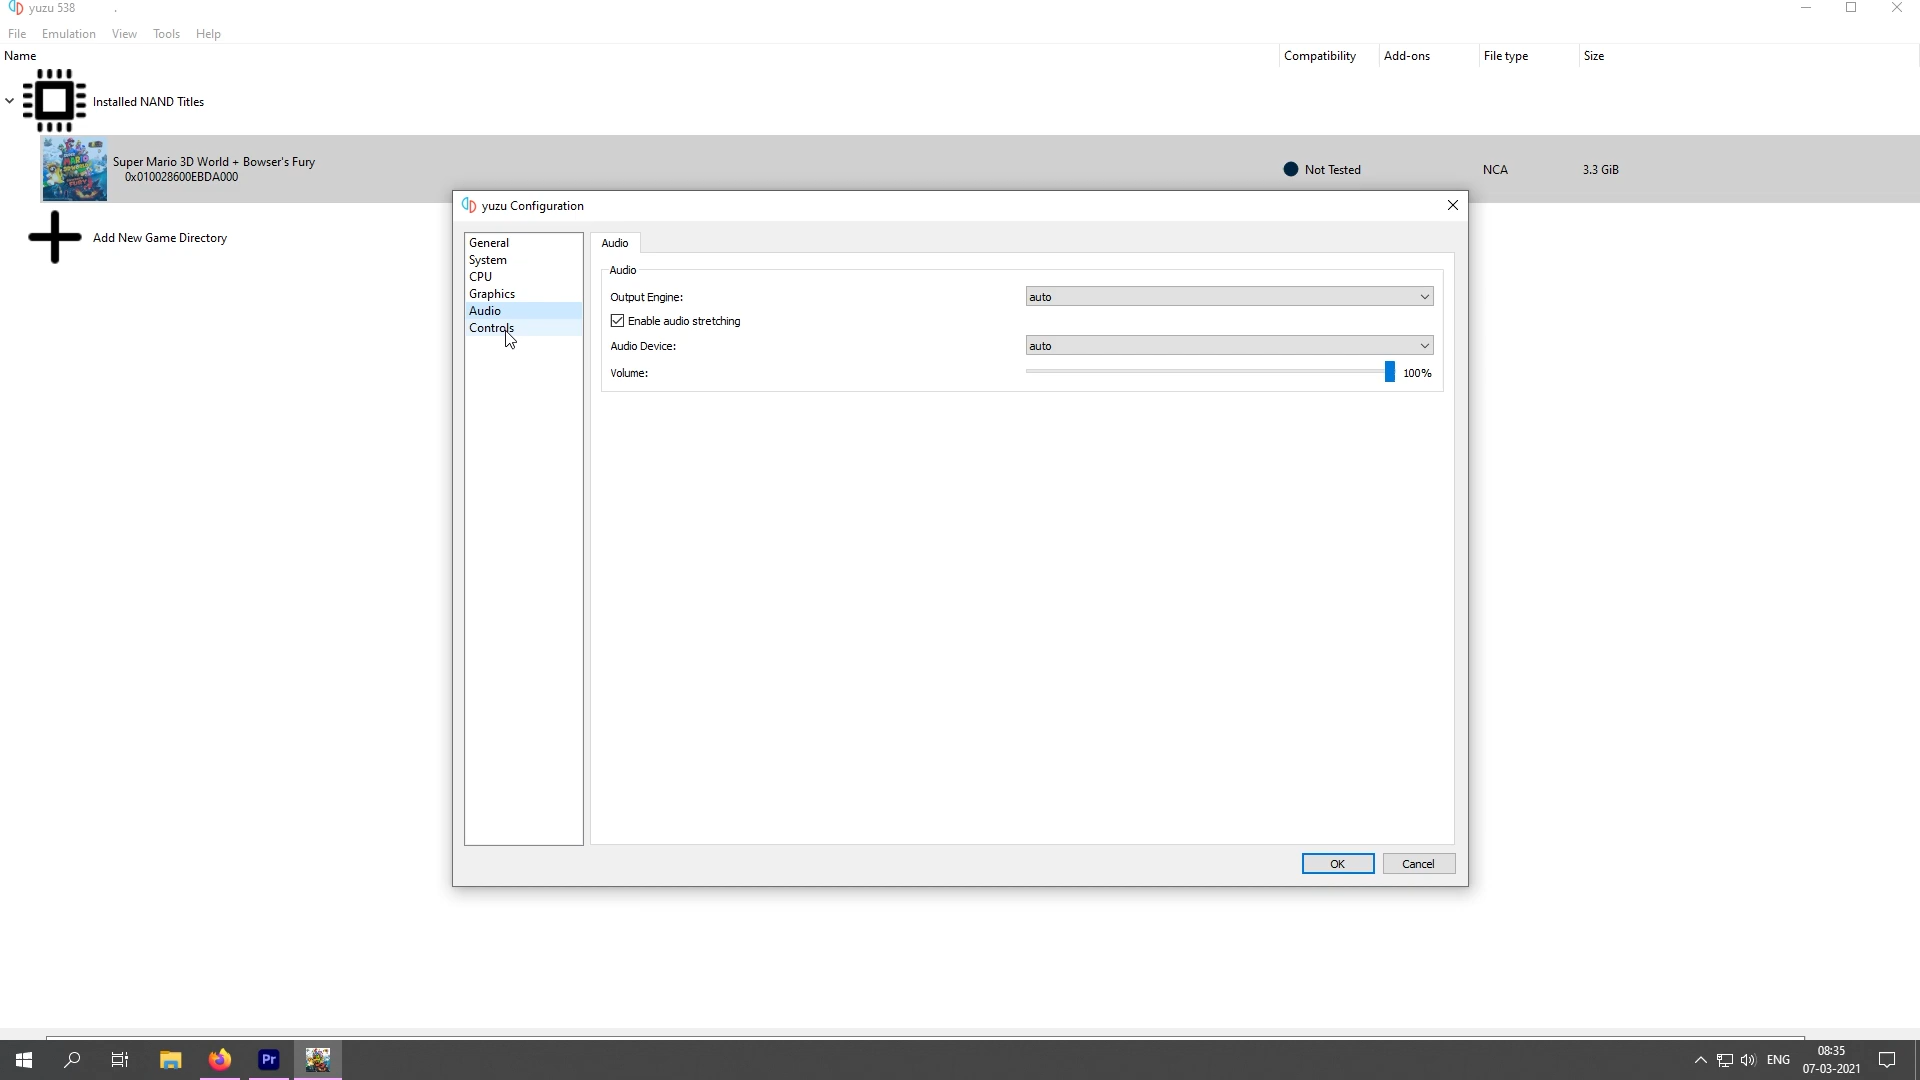 yuzu 538
File Emulation View Tools Help
Name Compatibility Add-ons File type Size
Installed NAND Titles
Super Mario 3D World + Bowser's Fury
0x010028600EBDA000
Not Tested NCA 3.3 GiB
Add New Game Directory
yuzu Configuration
General
System
CPU
Graphics
Audio
Controls
Audio
Audio
Output Engine: auto
Enable audio stretching
Audio Device: auto
Volume: 100%
OK Cancel
Pr
ENG
08:35
07-03-2021